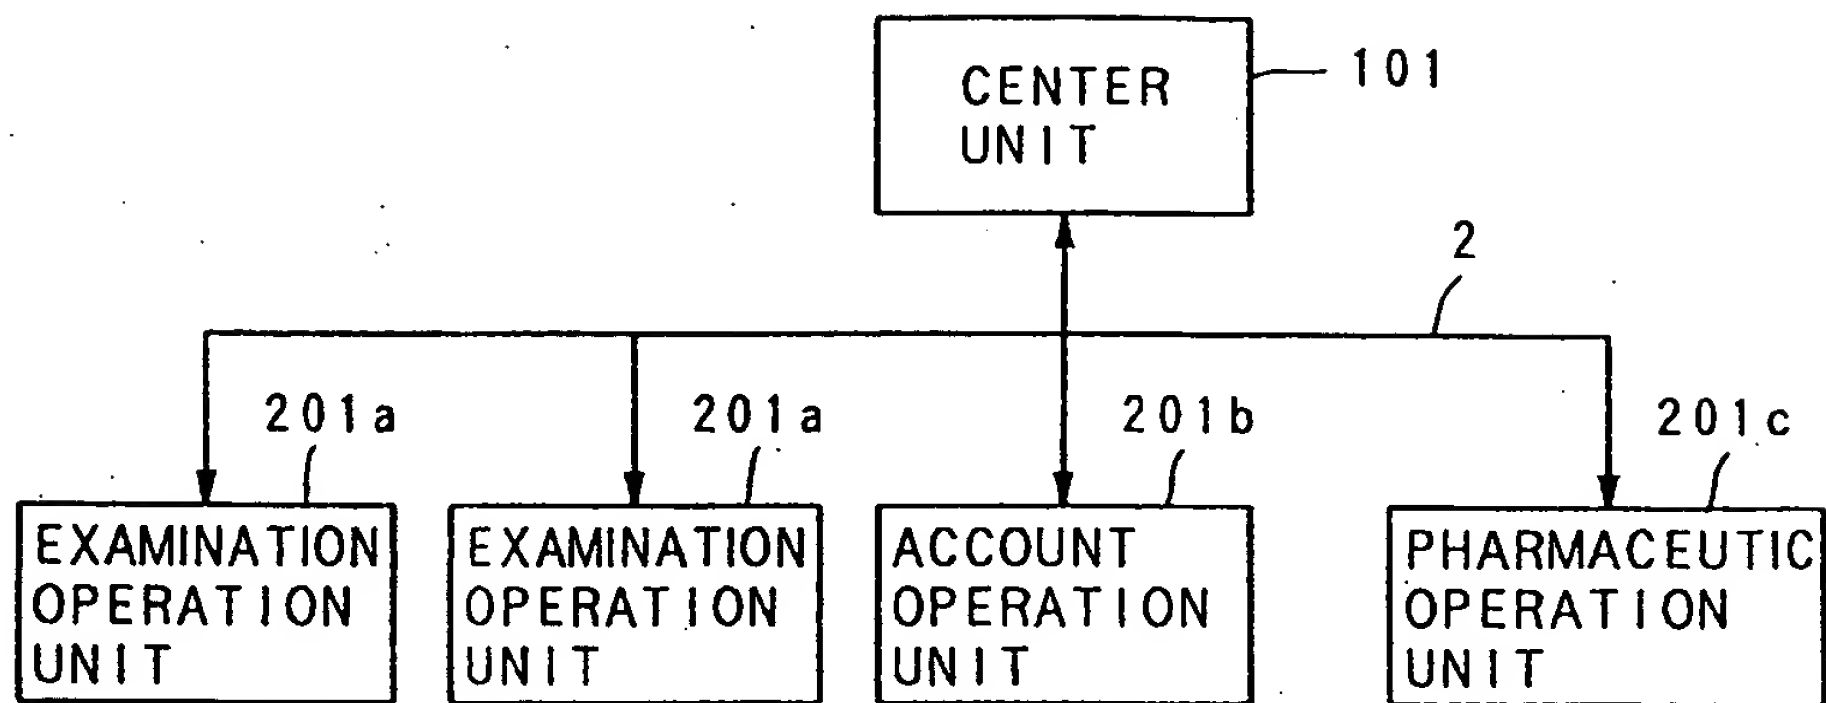 CENTER
UNIT
101
2
201a
201a
201b
201c
EXAMINATION
OPERATION
UNIT
EXAMINATION
OPERATION
UNIT
ACCOUNT
OPERATION
UNIT
PHARMACEUTIC
OPERATION
UNIT